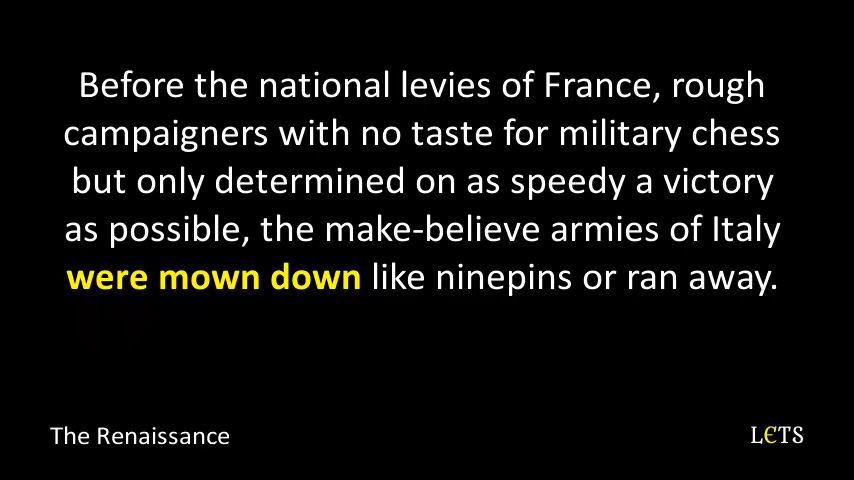 Before the national levies of France, rough
campaigners with no taste for military chess
but only determined on as speedy a victory
as possible, the make-believe armies of Italy
were mown down like ninepins or ran away.
The Renaissance
LЄTS